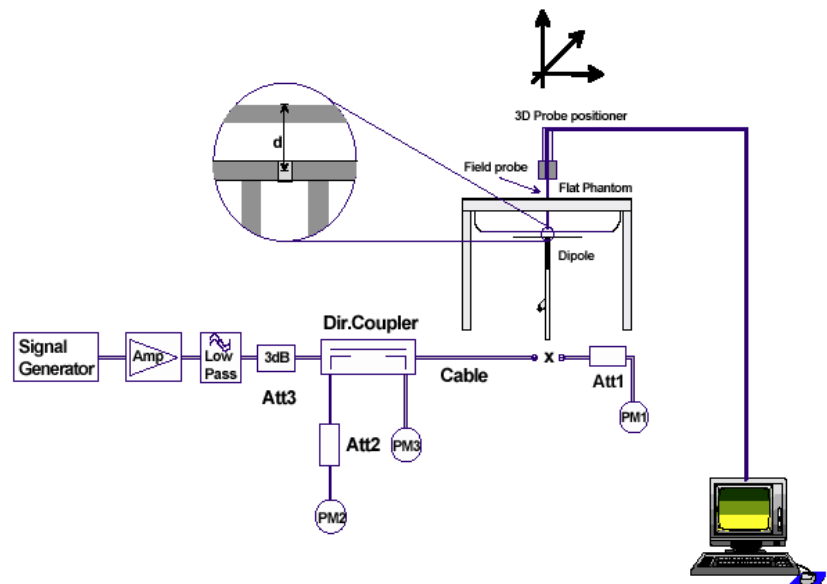 3D Probe positioner
d
Field probe
Flat Phantom
Dipole
Dir.Coupler
Signal
Generator
Amp
Low
Pass
3dB
Att3
Cable
x
Att1
PM1
Att2
PM3
PM2